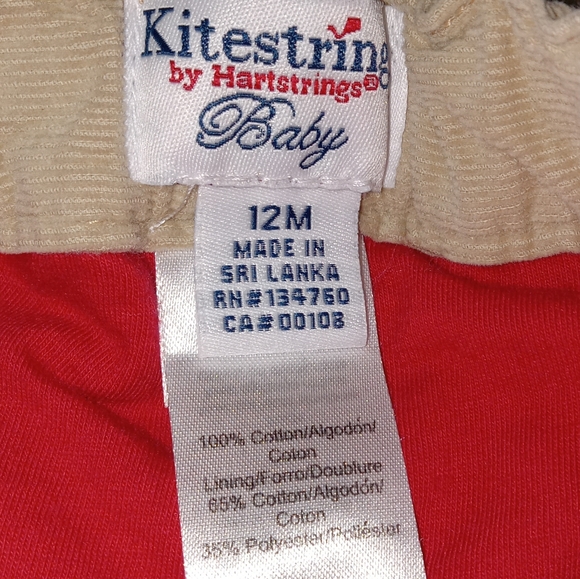 Kitestring
by Hartstrings®
Baby
12M
MADE IN
SRI LANKA
RN#134760
CA#00108
100% Cotton/Algodón/
Coton
Lining/Forro/Doublure
65% Cotton/Algodón/
Coton
35% Polyester/Poliéster